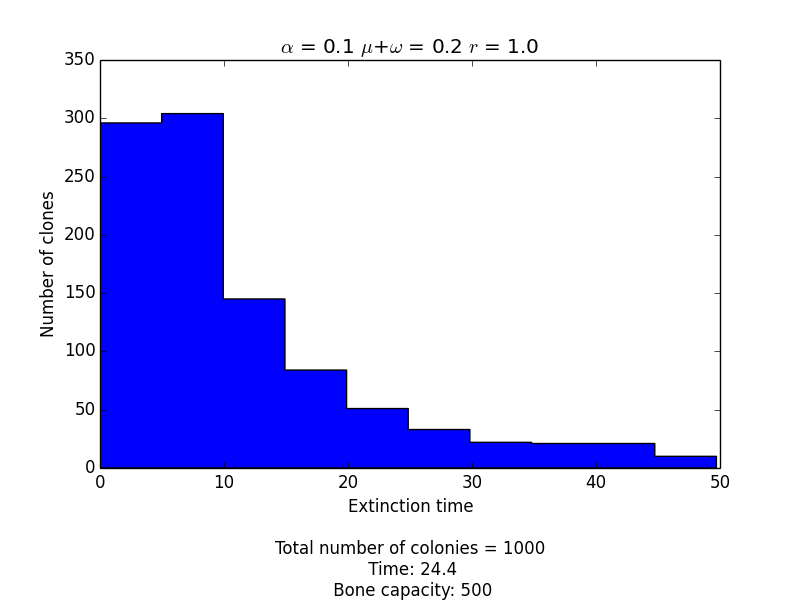 α = 0.1 μ+ω = 0.2 r = 1.0
350
300
250
200
150
100
50
0
Number of clones
0 10 20 30 40 50
Extinction time
Total number of colonies = 1000
Time: 24.4
Bone capacity: 500